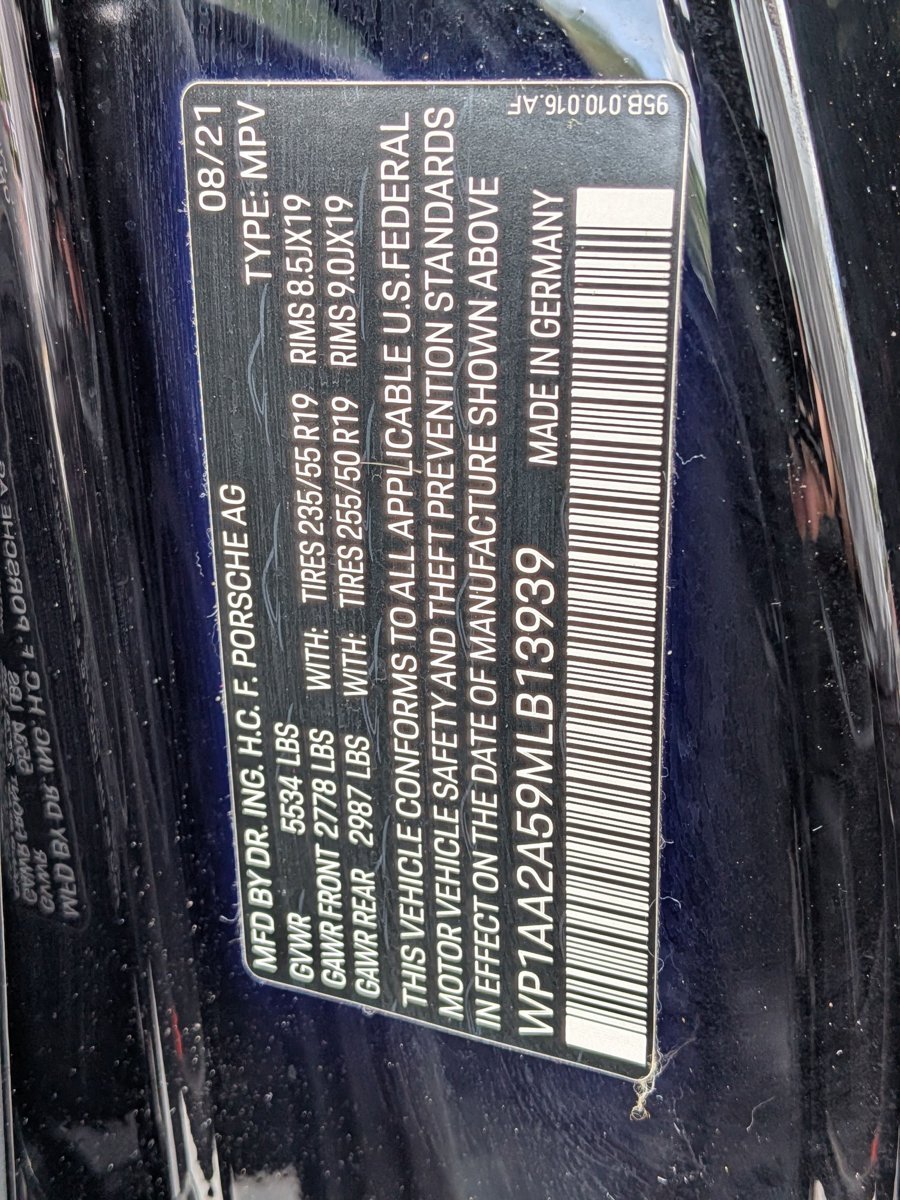 MFD BY DR. ING. H.C. F. PORSCHE AG 08/21
GVWR 5534 LBS TYPE: MPV
GAWR FRONT 2778 LBS WITH: TIRES 235/55 R19 RIMS 8.5JX19
GAWR REAR 2987 LBS WITH: TIRES 255/50 R19 RIMS 9.0JX19
THIS VEHICLE CONFORMS TO ALL APPLICABLE U.S. FEDERAL
MOTOR VEHICLE SAFETY AND THEFT PREVENTION STANDARDS
IN EFFECT ON THE DATE OF MANUFACTURE SHOWN ABOVE
WP1AA2A59MLB13939 MADE IN GERMANY
95B.010.016.AF